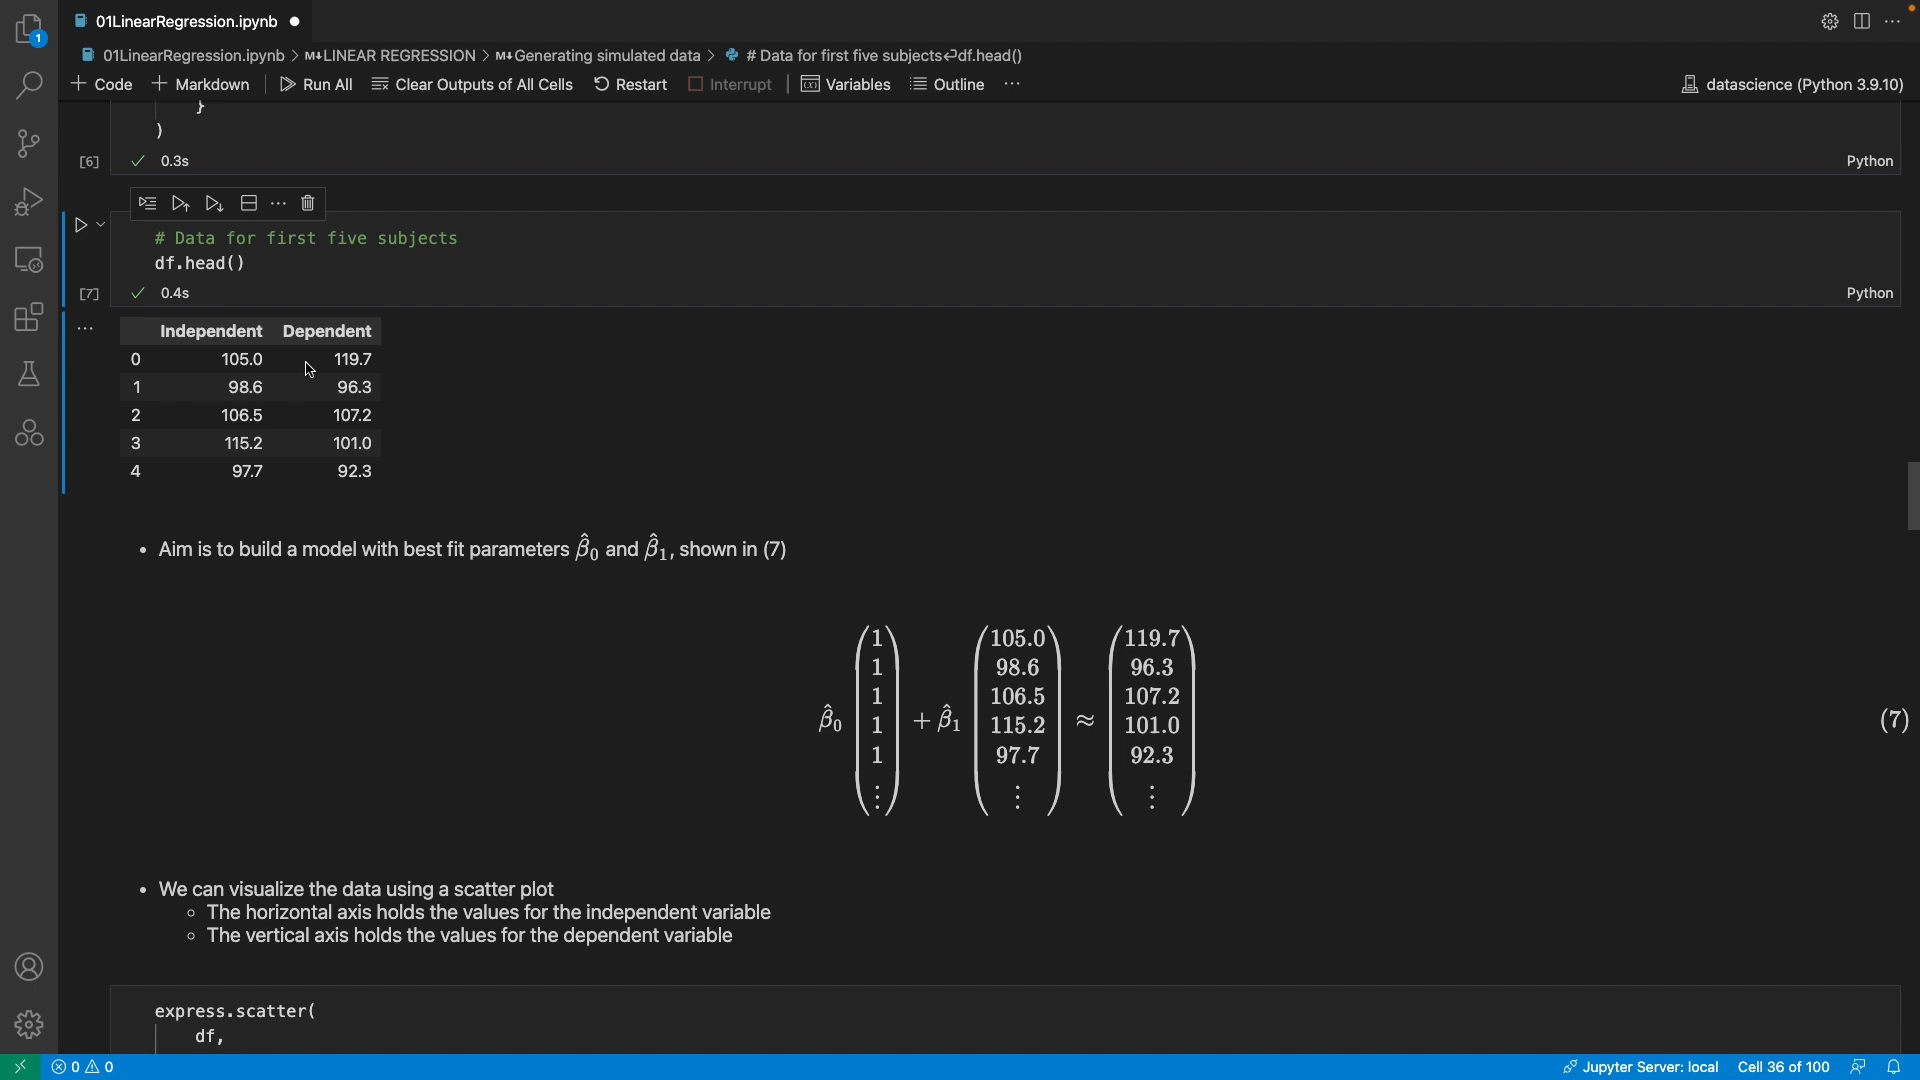 01LinearRegression.ipynb
1
01LinearRegression.ipynb > M↓LINEAR REGRESSION > M↓Generating simulated data > # Data for first five subjects↵df.head()
+ Code + Markdown Run All Clear Outputs of All Cells Restart Interrupt Variables Outline ··· datascience (Python 3.9.10)
}
)
[6] ✓ 0.3s Python
# Data for first five subjects
df.head()
[7] ✓ 0.4s Python
Independent Dependent
0 105.0 119.7
1 98.6 96.3
2 106.5 107.2
3 115.2 101.0
4 97.7 92.3
• Aim is to build a model with best fit parameters β̂₀ and β̂₁, shown in (7)
1 105.0 119.7
1 98.6 96.3
1 106.5 107.2
β̂₀ 1 + β̂₁ 115.2 ≈ 101.0 (7)
1 97.7 92.3
⋮ ⋮ ⋮
• We can visualize the data using a scatter plot
◦ The horizontal axis holds the values for the independent variable
◦ The vertical axis holds the values for the dependent variable
express.scatter(
df,
0 0 Jupyter Server: local Cell 36 of 100